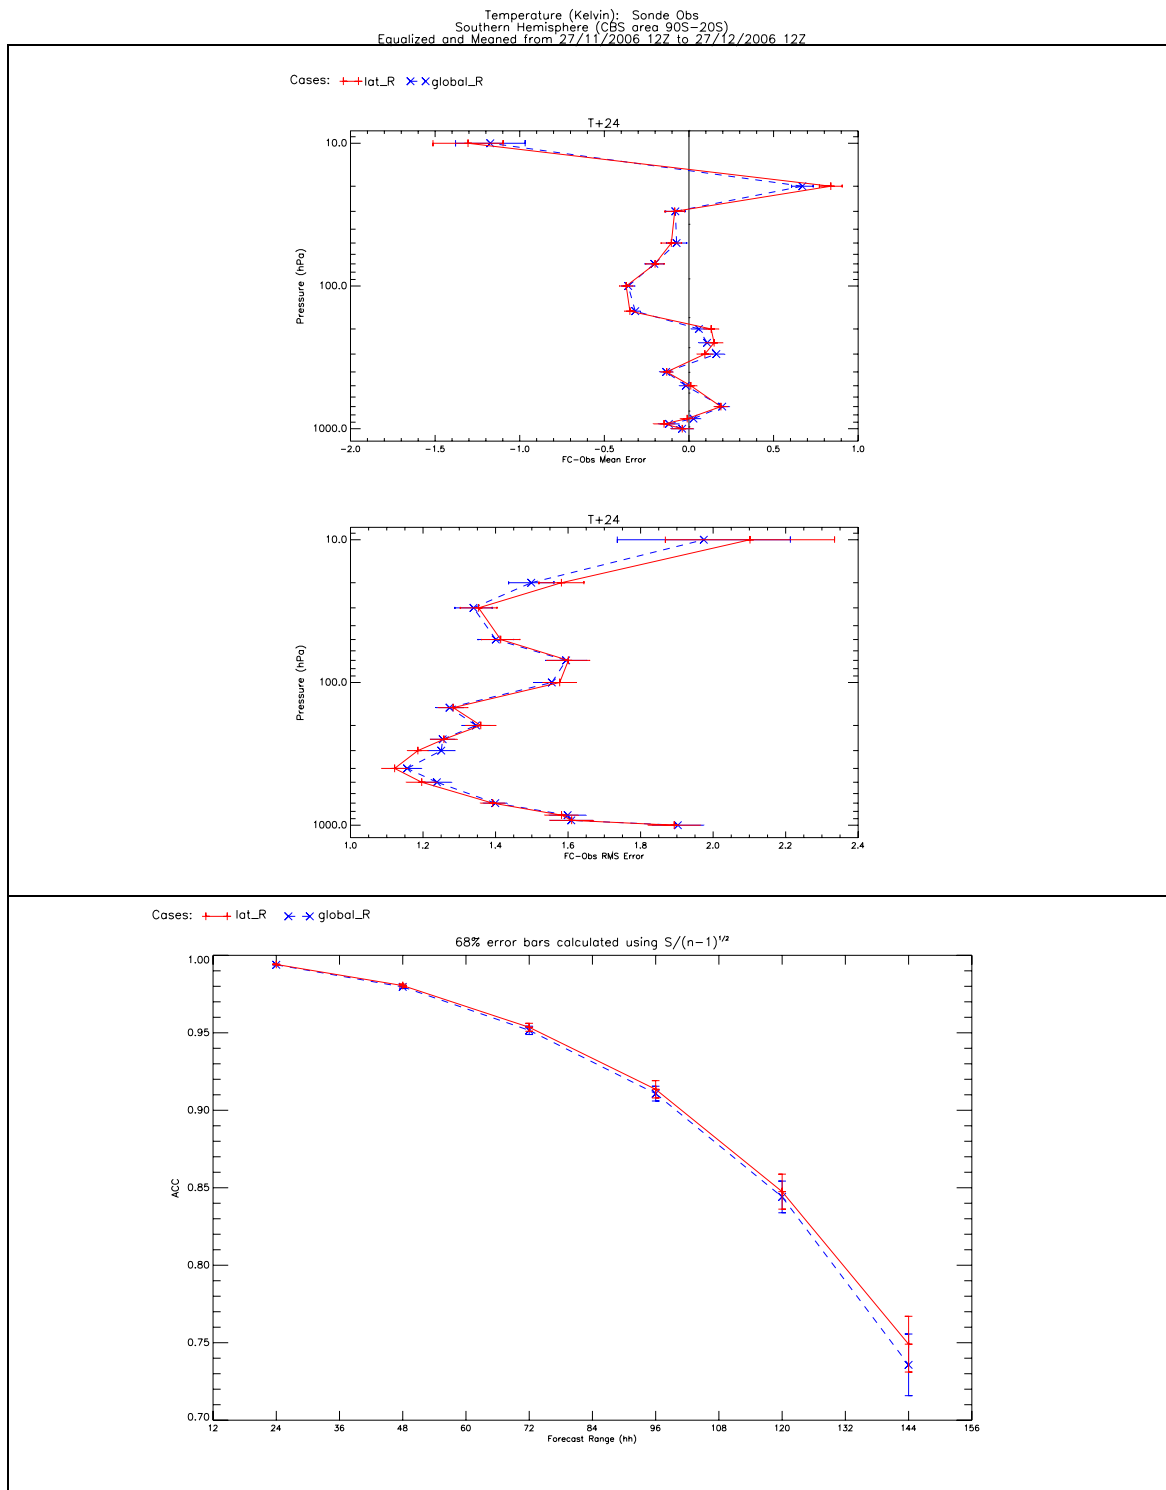 Temperature (Kelvin): Sonde Obs
Southern Hemisphere (CBS area 90S-20S)
Equalized and Meaned from 27/11/2006 12Z to 27/12/2006 12Z
Cases: lat_R global_R
T+24
10.0
100.0
1000.0
Pressure (hPa)
-2.0 -1.5 -1.0 -0.5 0.0 0.5 1.0
FC-Obs Mean Error
T+24
10.0
100.0
1000.0
Pressure (hPa)
1.0 1.2 1.4 1.6 1.8 2.0 2.2 2.4
FC-Obs RMS Error
Cases: lat_R global_R
68% error bars calculated using S/(n-1)^1/2
1.00
0.95
0.90
0.85
0.80
0.75
0.70
ACC
12 24 36 48 60 72 84 96 108 120 132 144 156
Forecast Range (hh)